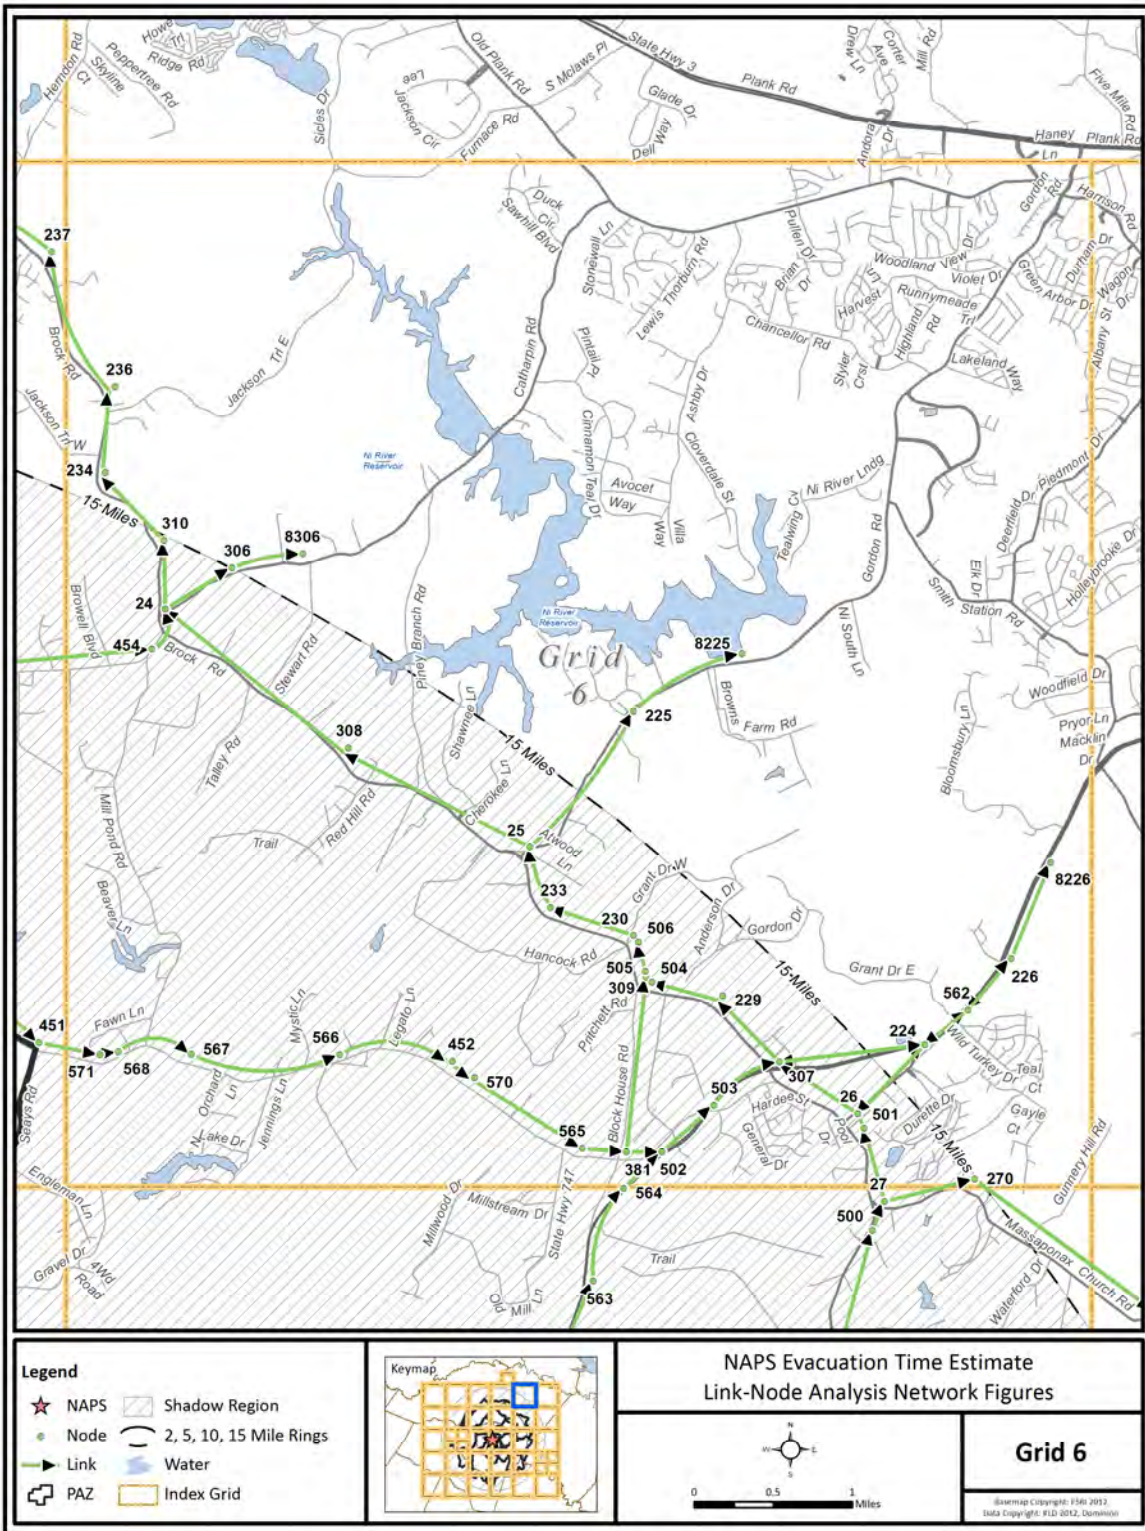 Howe
Trl
Ridge Rd
Herndon Rd
Ct
Skyline
Peppertree Rd
Sicles Dr
Lee
Jackson Cir
Old Plank Rd
S Mclaws Pl
Furnace Rd
State Hwy 3
Glade Dr
Dell Way
Plank Rd
Drew Ln
Corter Ave
Mill Rd
Andora Dr
Five Mile Rd
Haney
Ln
Plank Rd
Gordon Rd
Harrison Rd
Duck Cir
Sawhill Blvd
Stonewall Ln
Lewis Thorburn Rd
Pullen Dr
Brian Dr
Woodland View Dr
Violet Dr
Harvest Ln
Runnymede Trl
Highland Rd
Chancellor Rd
Styler
Crst
Lakeland Way
Durham Dr
Green Arbor Dr
Wagon Dr
Albany St
237
Brock Rd
236
Jackson Trl E
Jackson Trl W
234
Catharpin Rd
Pintail Pl
Ashby Dr
Cinnamon Teal Dr
Avocet Way
Villa Way
Cloverdale St
Ni River Reservoir
Tealwing Cv
Ni River Lndg
Gordon Rd
Piedmont Dr
Deerfield Dr
Holleybrooke Dr
Elk Dr
Smith Station Rd
15 Miles
310
306
8306
24
454
Browell Blvd
Brock Rd
Stewart Rd
Piney Branch Rd
Ni River Reservoir
Grid
6
8225
225
Ni South Ln
Browns Farm Rd
Woodfield Dr
Pryor Ln
Macklin Dr
Bloomsbury Ln
308
Shawnee Ln
Talley Rd
15 Miles
Cherokee Ln
Red Hill Rd
Trail
Mill Pond Rd
25
Atwood Ln
233
230
506
Grant Dr W
Anderson Dr
Gordon Dr
Beaver Ln
Hancock Rd
505
504
309
15 Miles
Grant Dr E
8226
226
562
229
224
Wild Turkey Dr
Teal Ct
Gayle Ct
451
Fawn Ln
571
568
567
Mystic Ln
566
Legato Ln
452
570
Pritchett Rd
Block House Rd
503
307
26
501
Hardee St
Pool
Dr
Durette Dr
General Dr
Seays Rd
Orchard Ln
N Lake Dr
Jennings Ln
565
381
502
564
27
15 Miles
270
Gunnery Hill Rd
Engleman Ln
Gravel Dr
4Wd Road
Millwood Dr
Millstream Dr
State Hwy 747
Old Mill Ln
563
Trail
500
Waterford Dr
Massaponax Church Rd
Legend
NAPS
Shadow Region
Node
2, 5, 10, 15 Mile Rings
Link
Water
PAZ
Index Grid
Keymap
NAPS Evacuation Time Estimate
Link-Node Analysis Network Figures
N
W
E
S
0
0.5
1
Miles
Grid 6
Basemap Copyright: ESRI 2012
Data Copyright: KLD 2012, Dominion